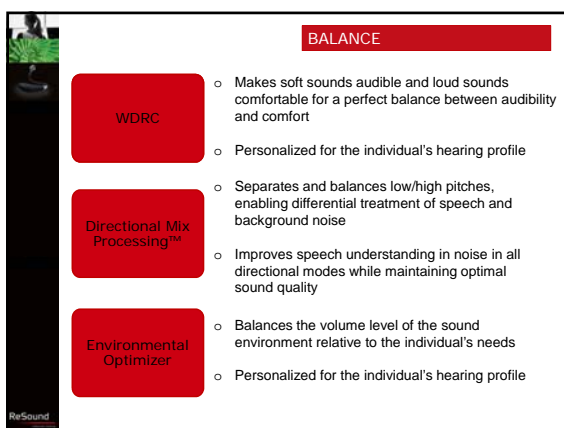 BALANCE
WDRC
o Makes soft sounds audible and loud sounds
comfortable for a perfect balance between audibility
and comfort
o Personalized for the individual's hearing profile
Directional Mix
Processing™
o Separates and balances low/high pitches,
enabling differential treatment of speech and
background noise
o Improves speech understanding in noise in all
directional modes while maintaining optimal
sound quality
Environmental
Optimizer
o Balances the volume level of the sound
environment relative to the individual's needs
o Personalized for the individual's hearing profile
ReSound